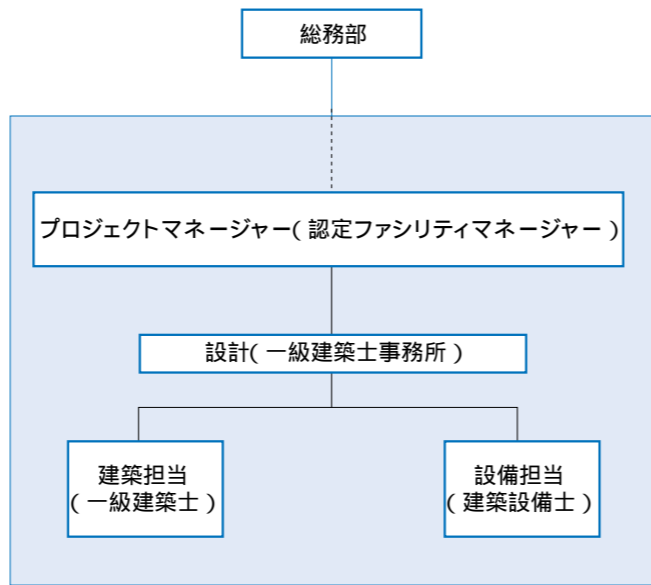 総務部
プロジェクトマネージャー(認定ファシリティマネージャー)
設計(一級建築士事務所)
建築担当
(一級建築士)
設備担当
(建築設備士)